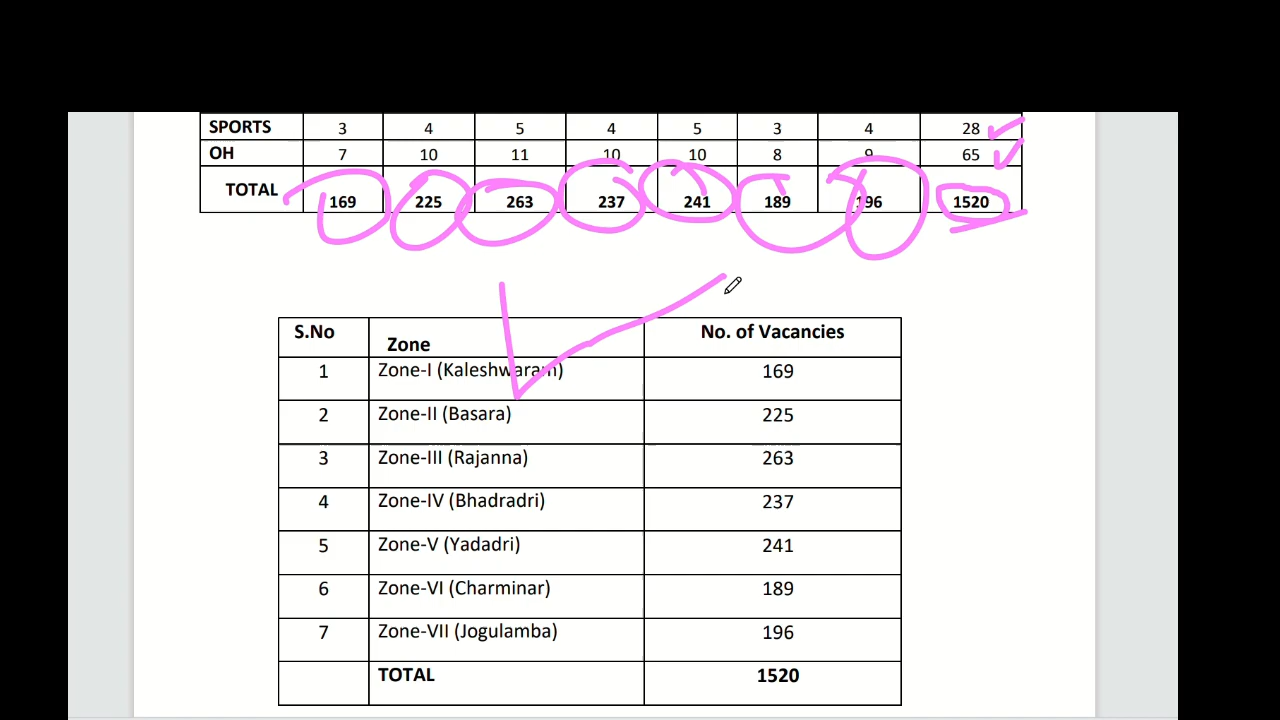 SPORTS 3 4 5 4 5 3 4 28
OH 7 10 11 10 10 8 9 65
TOTAL 169 225 263 237 241 189 196 1520
S.No Zone No. of Vacancies
1 Zone-I (Kaleshwaram) 169
2 Zone-II (Basara) 225
3 Zone-III (Rajanna) 263
4 Zone-IV (Bhadradri) 237
5 Zone-V (Yadadri) 241
6 Zone-VI (Charminar) 189
7 Zone-VII (Jogulamba) 196
TOTAL 1520